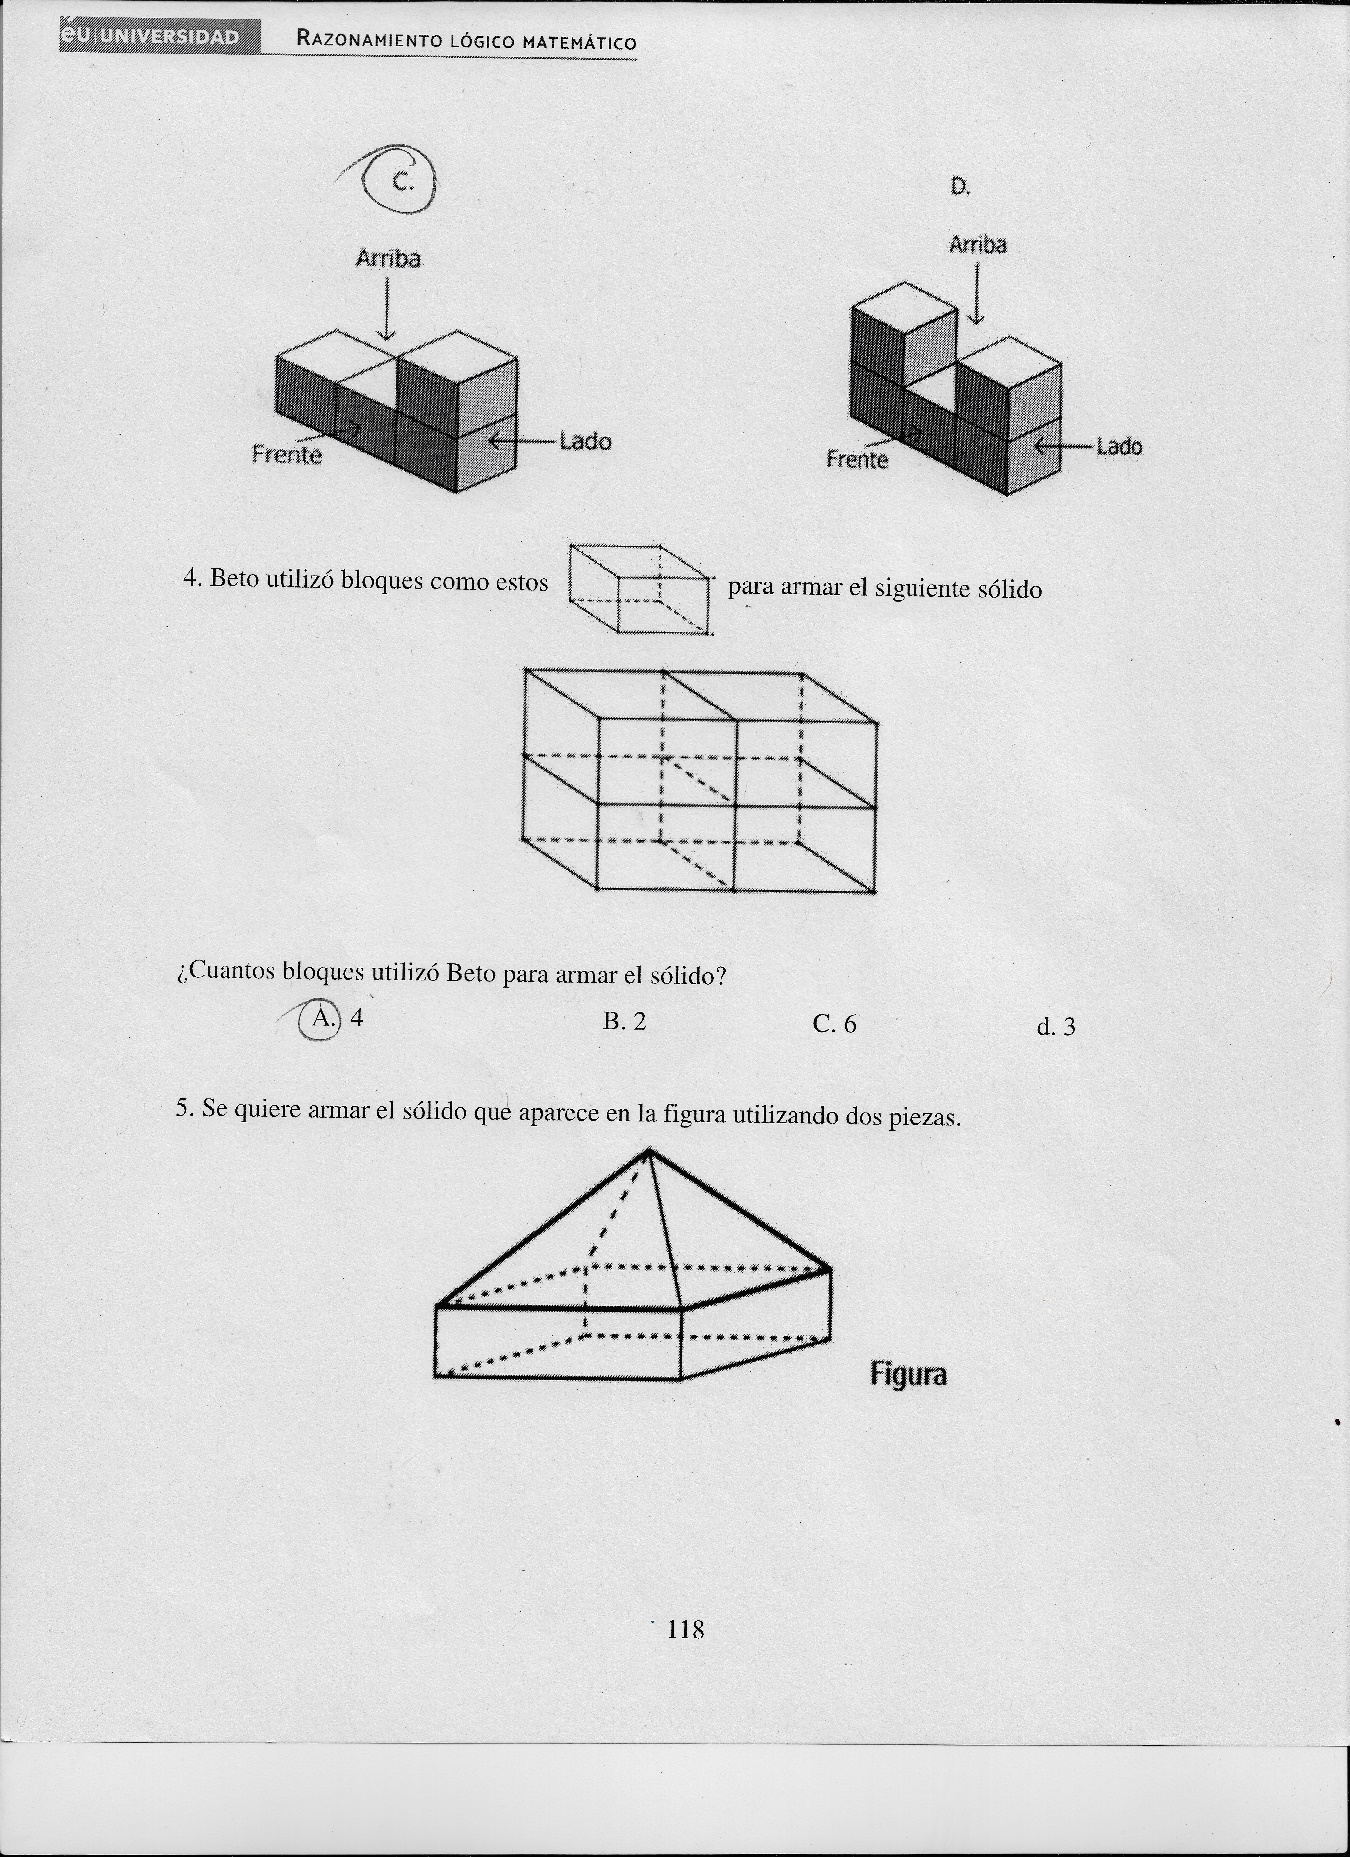 éu UNIVERSIDAD RAZONAMIENTO LÓGICO MATEMÁTICO
C. D.
Arriba Arriba
Frente Lado Frente Lado
4. Beto utilizó bloques como estos para armar el siguiente sólido
¿Cuantos bloques utilizó Beto para armar el sólido?
A. 4 B. 2 C. 6 d. 3
5. Se quiere armar el sólido que aparece en la figura utilizando dos piezas.
Figura
118